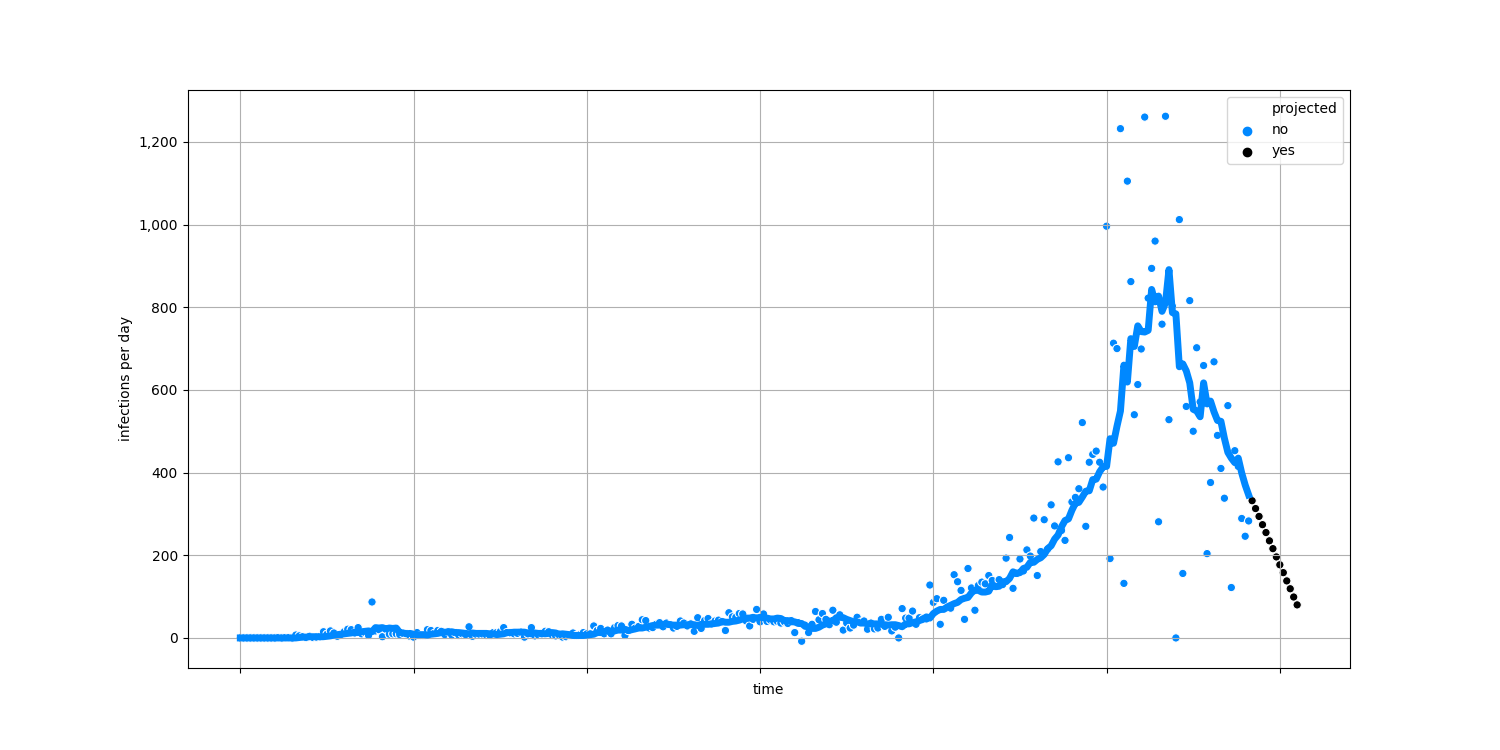 projected
no
yes
1,200
1,000
800
600
400
200
0
infections per day
time